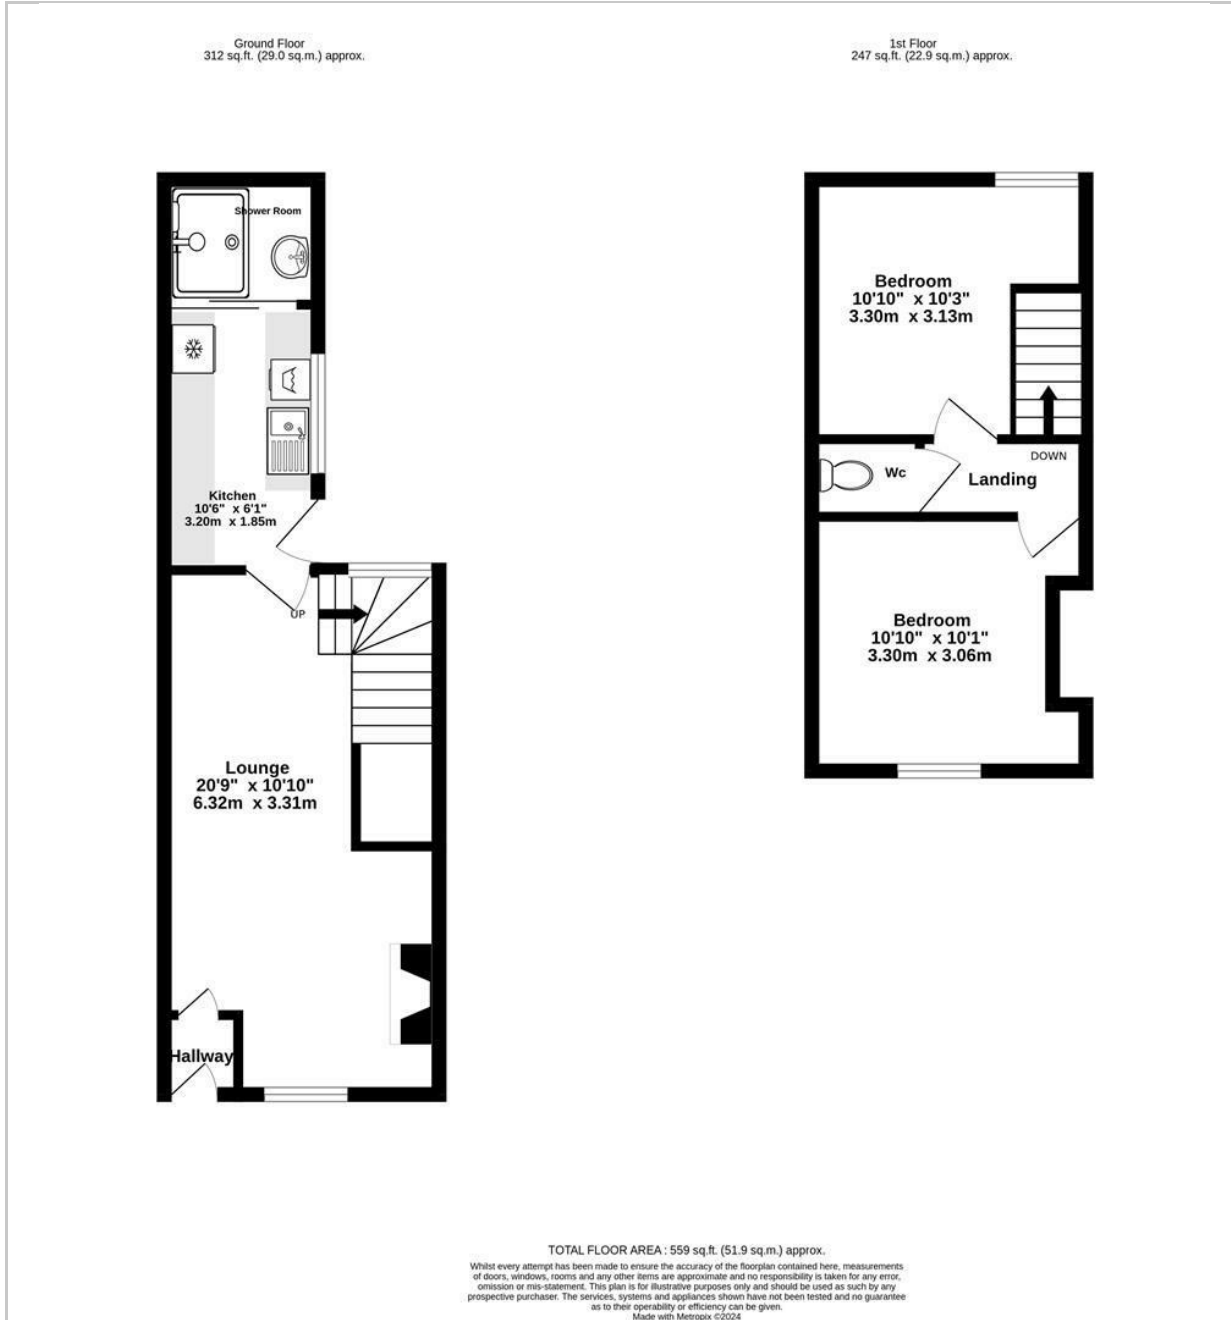 Ground Floor
312 sq.ft. (29.0 sq.m.) approx.
1st Floor
247 sq.ft. (22.9 sq.m.) approx.
Shower Room
Kitchen
10'6" x 6'1"
3.20m x 1.85m
UP
Lounge
20'9" x 10'10"
6.32m x 3.31m
Hallway
Bedroom
10'10" x 10'3"
3.30m x 3.13m
DOWN
Wc
Landing
Bedroom
10'10" x 10'1"
3.30m x 3.06m
TOTAL FLOOR AREA : 559 sq.ft. (51.9 sq.m.) approx.
Whilst every attempt has been made to ensure the accuracy of the floorplan contained here, measurements
of doors, windows, rooms and any other items are approximate and no responsibility is taken for any error,
omission or mis-statement. This plan is for illustrative purposes only and should be used as such by any
prospective purchaser. The services, systems and appliances shown have not been tested and no guarantee
as to their operability or efficiency can be given.
Made with Metropix ©2024